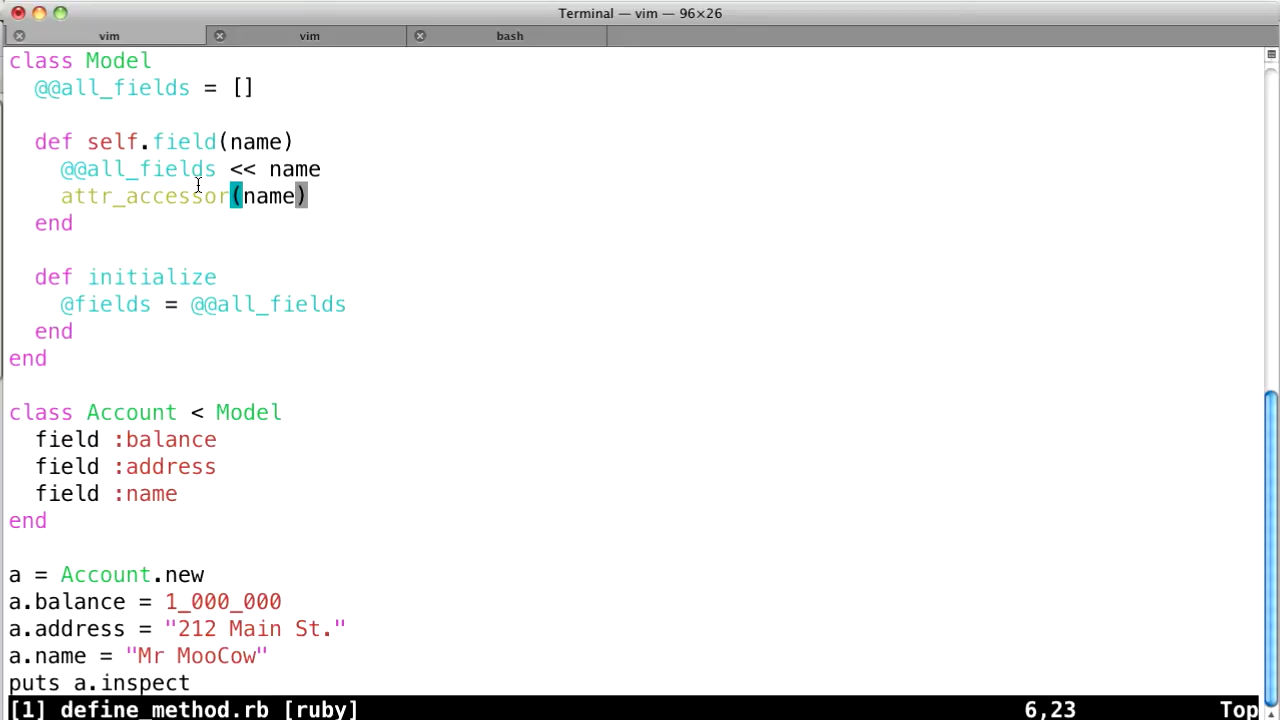 Terminal — vim — 96×26
vim vim bash
class Model
  @@all_fields = []
  def self.field(name)
    @@all_fields << name
    attr_accessor(name)
  end
  def initialize
    @fields = @@all_fields
  end
end
class Account < Model
  field :balance
  field :address
  field :name
end
a = Account.new
a.balance = 1_000_000
a.address = "212 Main St."
a.name = "Mr MooCow"
puts a.inspect
[1] define_method.rb [ruby] 6,23 Top